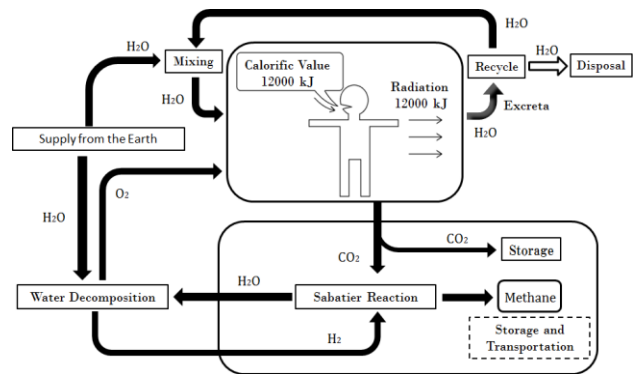 H2O
H2O
Mixing
Calorific Value
12000 kJ
Radiation
12000 kJ
Recycle
H2O
Disposal
H2O
Excreta
H2O
Supply from the Earth
H2O
O2
CO2
CO2
Storage
Water Decomposition
H2O
Sabatier Reaction
Methane
H2
Storage and
Transportation